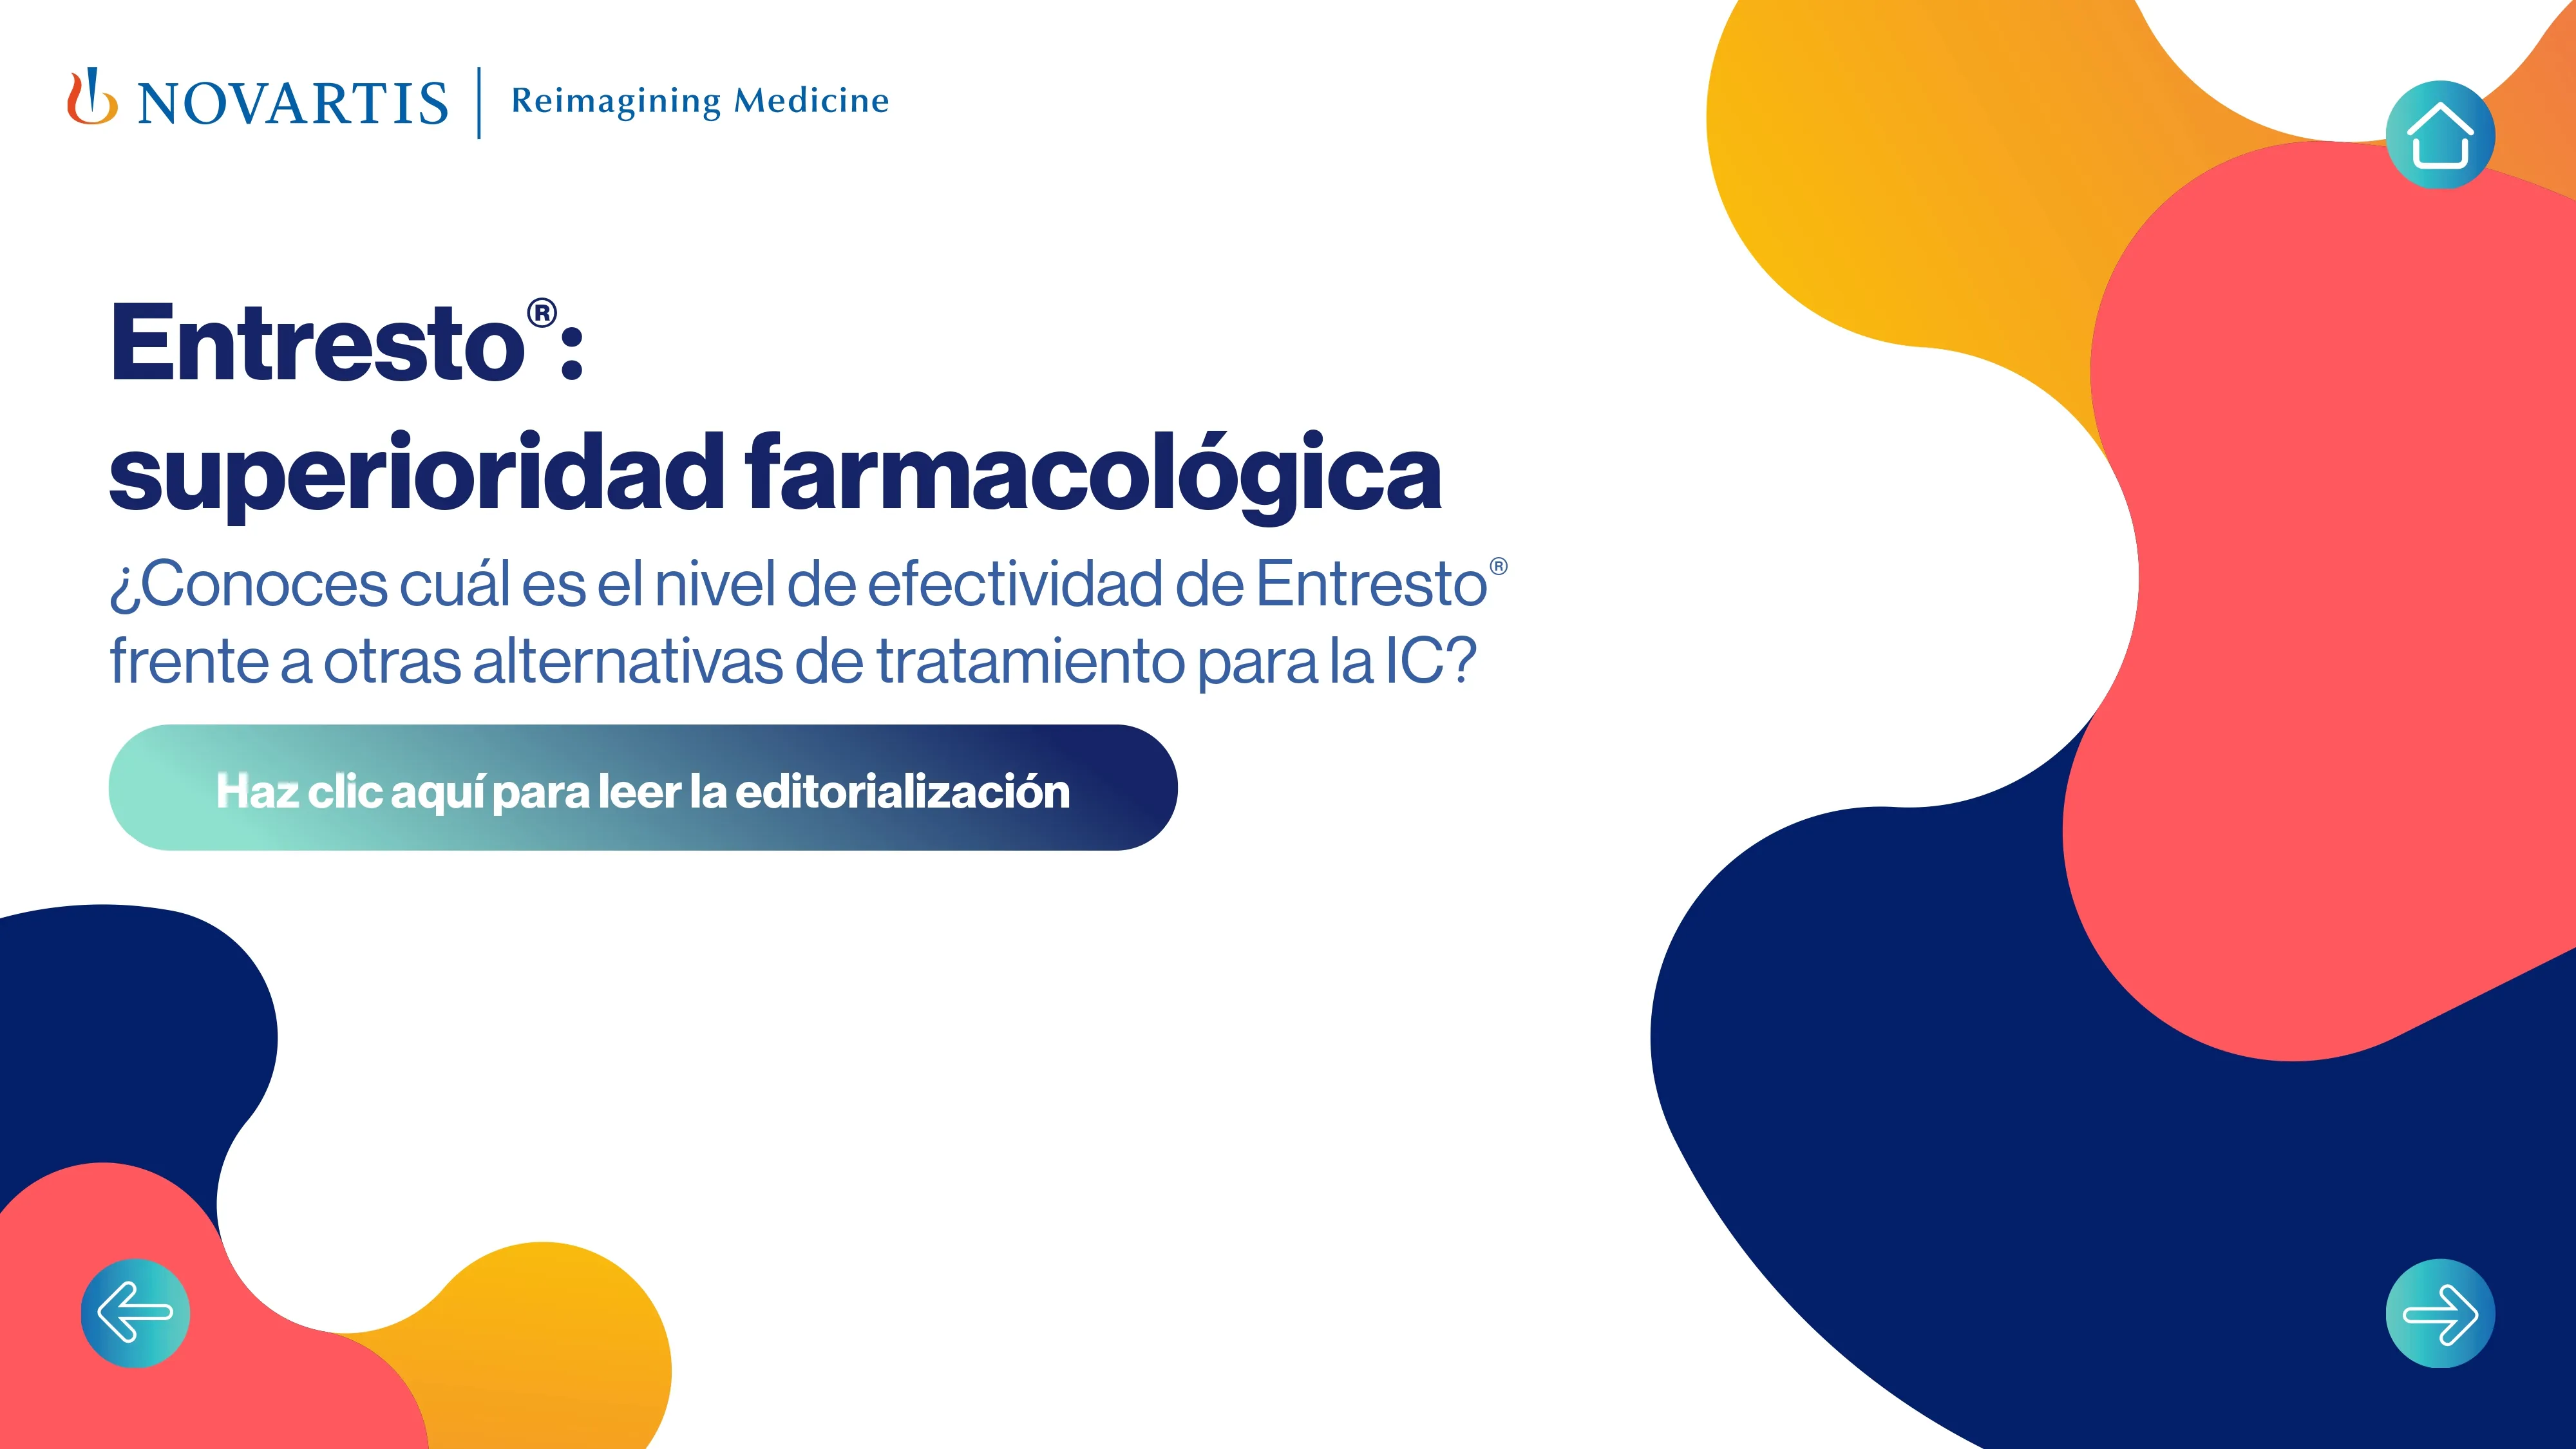 NOVARTIS | Reimagining Medicine
Entresto®:
superioridad farmacológica
¿Conoces cuál es el nivel de efectividad de Entresto®
frente a otras alternativas de tratamiento para la IC?
Haz clic aquí para leer la editorialización